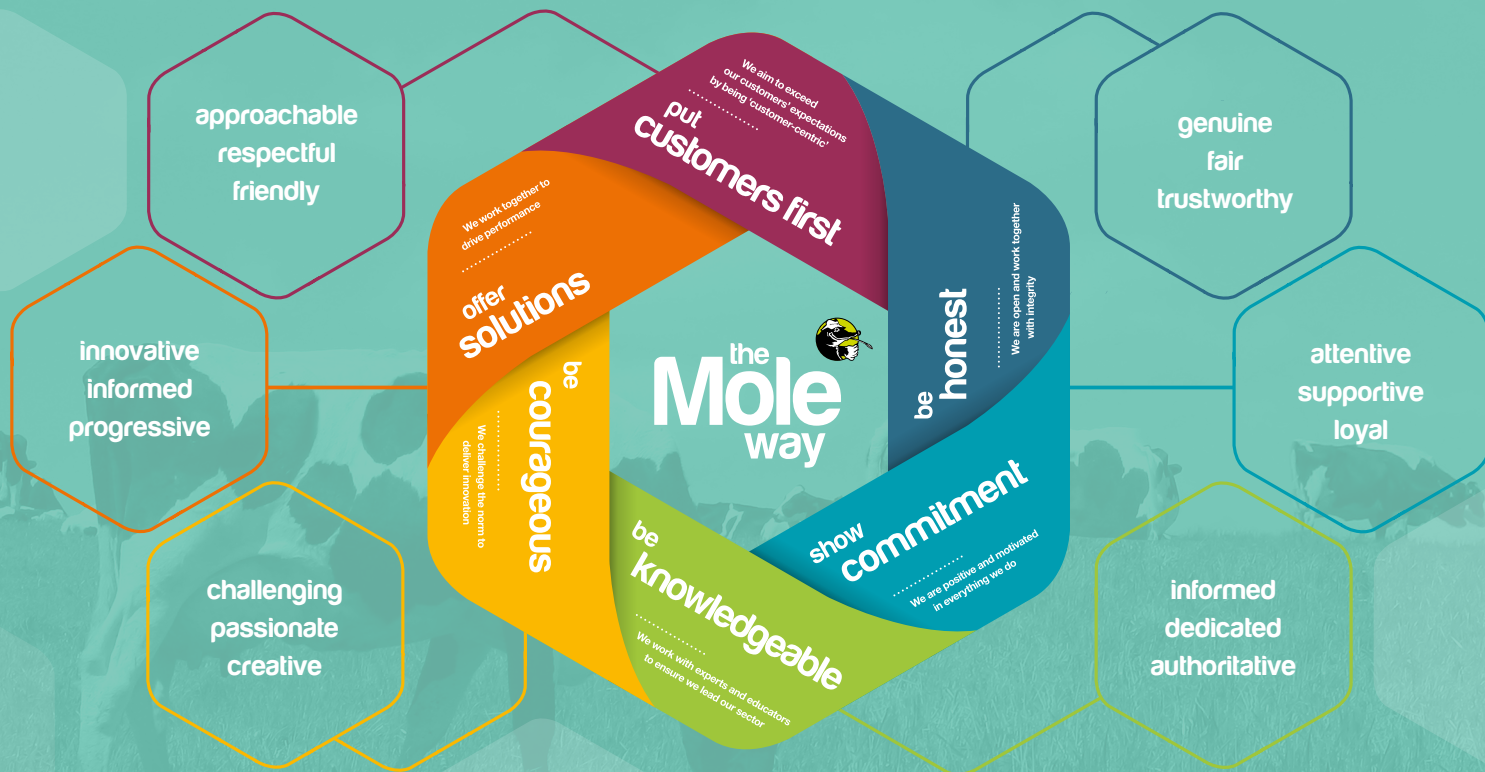 approachable
respectful
friendly
We aim to exceed
our customers' expectations
by being 'customer-centric'
put
customers first
genuine
fair
trustworthy
We work together to
drive performance
offer
solutions
be
honest
We are open and work together
with integrity
innovative
informed
progressive
the
Mole
way
attentive
supportive
loyal
be
courageous
We challenge the norm to
deliver innovation
show
commitment
We are positive and motivated
in everything we do
be
knowledgeable
We work with experts and educators
to ensure we lead our sector
challenging
passionate
creative
informed
dedicated
authoritative